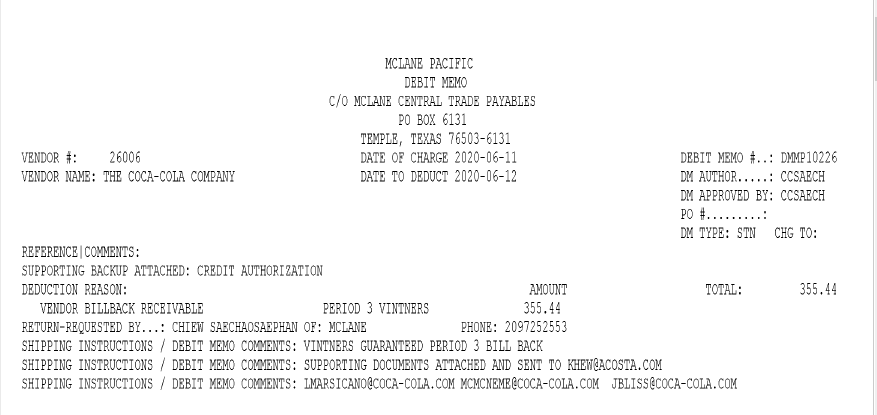 MCLANE PACIFIC
DEBIT MEMO
C/O MCLANE CENTRAL TRADE PAYABLES
PO BOX 6131
TEMPLE, TEXAS 76503-6131
VENDOR #: 26006 DATE OF CHARGE 2020-06-11 DEBIT MEMO #..: DMMP10226
VENDOR NAME: THE COCA-COLA COMPANY DATE TO DEDUCT 2020-06-12 DM AUTHOR.....: CCSAECH
DM APPROVED BY: CCSAECH
PO #.........:
DM TYPE: STN CHG TO:
REFERENCE|COMMENTS:
SUPPORTING BACKUP ATTACHED: CREDIT AUTHORIZATION
DEDUCTION REASON: AMOUNT TOTAL: 355.44
VENDOR BILLBACK RECEIVABLE PERIOD 3 VINTNERS 355.44
RETURN-REQUESTED BY...: CHIEW SAECHAOSAEPHAN OF: MCLANE PHONE: 2097252553
SHIPPING INSTRUCTIONS / DEBIT MEMO COMMENTS: VINTNERS GUARANTEED PERIOD 3 BILL BACK
SHIPPING INSTRUCTIONS / DEBIT MEMO COMMENTS: SUPPORTING DOCUMENTS ATTACHED AND SENT TO KHEW@ACOSTA.COM
SHIPPING INSTRUCTIONS / DEBIT MEMO COMMENTS: LMARSICANO@COCA-COLA.COM MCMCNEME@COCA-COLA.COM JBLISS@COCA-COLA.COM